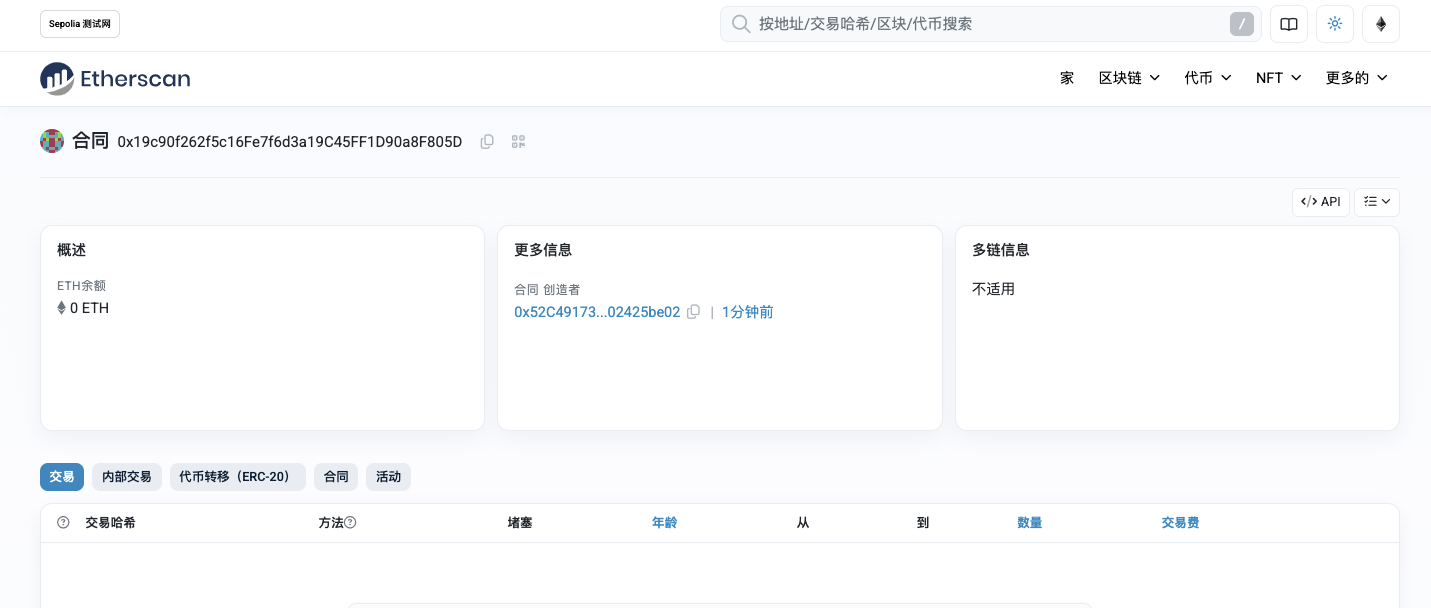 Sepolia 测试网
按地址/交易哈希/区块/代币搜索 /
Etherscan
家 区块链 代币 NFT 更多的
合同 0x19c90f262f5c16Fe7f6d3a19C45FF1D90a8F805D
</> API
概述
ETH余额
0 ETH
更多信息
合同 创造者
0x52C49173...02425be02 | 1分钟前
多链信息
不适用
交易 内部交易 代币转移（ERC-20） 合同 活动
交易哈希 方法 堵塞 年龄 从 到 数量 交易费